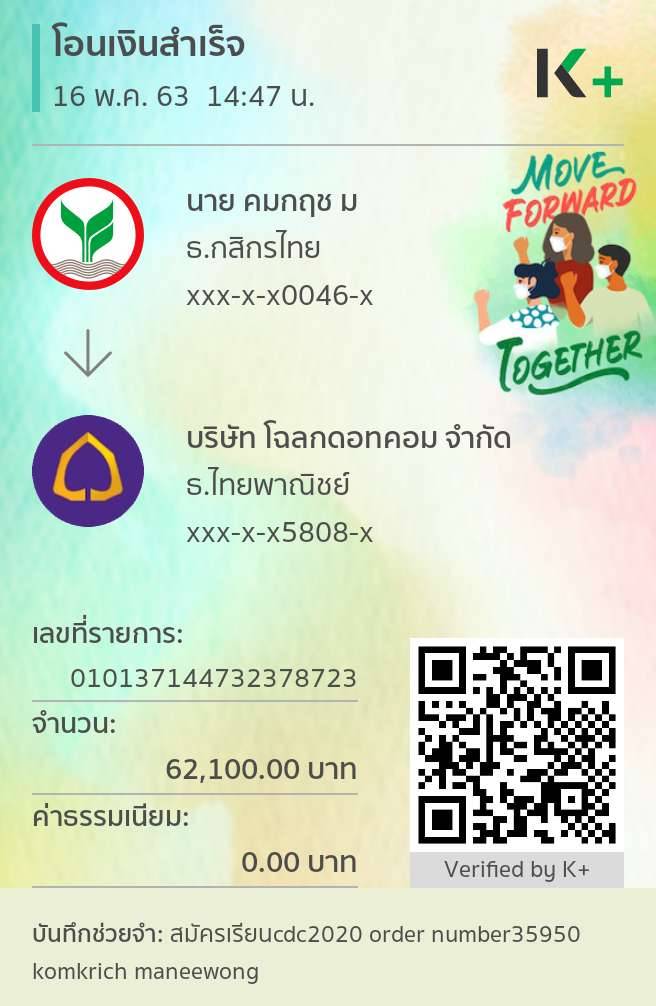 โอนเงินสำเร็จ
16 พ.ค. 63 14:47 น.
K+
MOVE
FORWARD
TOGETHER
นาย คมกฤช ม
ธ.กสิกรไทย
xxx-x-x0046-x
บริษัท โฉลกดอทคอม จำกัด
ธ.ไทยพาณิชย์
xxx-x-x5808-x
เลขที่รายการ:
010137144732378723
จำนวน:
62,100.00 บาท
ค่าธรรมเนียม:
0.00 บาท
Verified by K+
บันทึกช่วยจำ: สมัครเรียนcdc2020 order number35950
komkrich maneewong